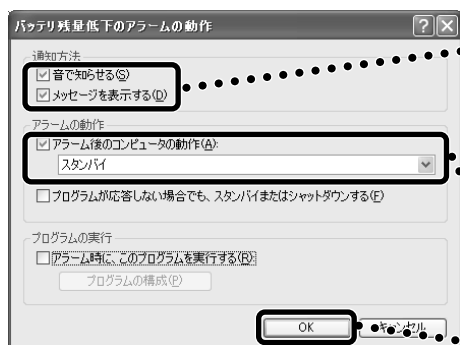 バッテリ残量低下のアラームの動作
通知方法
音で知らせる(S)
メッセージを表示する(D)
アラームの動作
アラーム後のコンピュータの動作(A):
スタンバイ
プログラムが応答しない場合でも、スタンバイまたはシャットダウンする(F)
プログラムの実行
アラーム時に、このプログラムを実行する(R):
プログラムの構成(P)
OK キャンセル